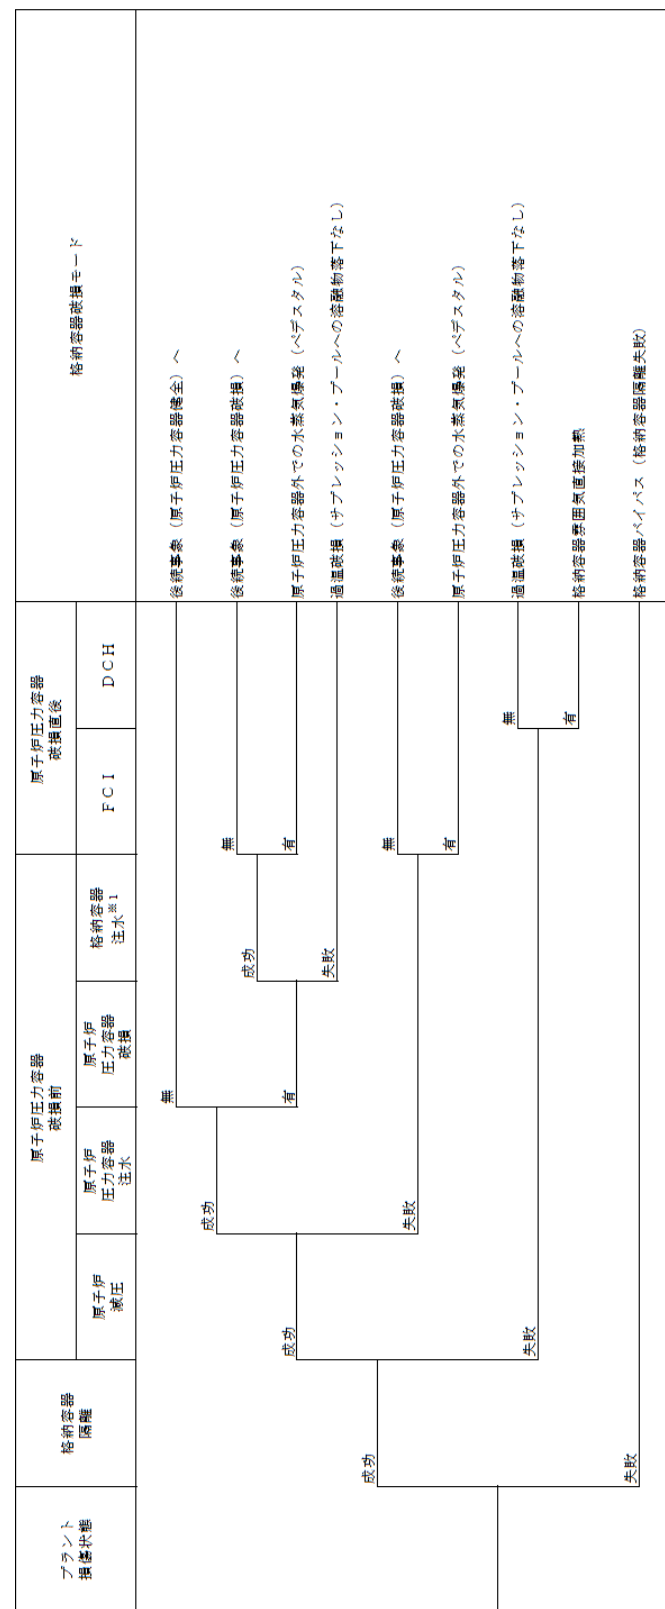 プラント
損傷状態
格納容器
隔離
原子炉圧力容器
破損前
原子炉
減圧
原子炉
圧力容器
注水
原子炉
圧力容器
破損
格納容器
注水※1
原子炉圧力容器
破損直後
FCI
DCH
格納容器破損モード
成功
失敗
成功
失敗
成功
失敗
無
有
成功
失敗
無
有
無
有
無
有
後続事象（原子炉圧力容器健全）へ
後続事象（原子炉圧力容器破損）へ
原子炉圧力容器外での水蒸気爆発（ペデスタル）
過温破損（サプレッション・プールへの溶融物落下なし）
後続事象（原子炉圧力容器破損）へ
原子炉圧力容器外での水蒸気爆発（ペデスタル）
過温破損（サプレッション・プールへの溶融物落下なし）
格納容器雰囲気直接加熱
格納容器バイパス（格納容器隔離失敗）